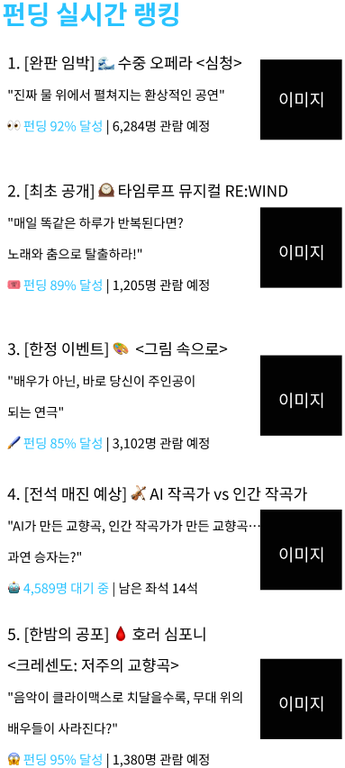 펀딩 실시간 랭킹
1. [완판 임박] 🌊 수중 오페라 <심청>
"진짜 물 위에서 펼쳐지는 환상적인 공연"
이미지
👀 펀딩 92% 달성 | 6,284명 관람 예정
2. [최초 공개] 🕰️ 타임루프 뮤지컬 RE:WIND
"매일 똑같은 하루가 반복된다면?
노래와 춤으로 탈출하라!"
이미지
🎟️ 펀딩 89% 달성 | 1,205명 관람 예정
3. [한정 이벤트] 🎨 <그림 속으로>
"배우가 아닌, 바로 당신이 주인공이
되는 연극"
이미지
🖌️ 펀딩 85% 달성 | 3,102명 관람 예정
4. [전석 매진 예상] 🎻 AI 작곡가 vs 인간 작곡가
"AI가 만든 교향곡, 인간 작곡가가 만든 교향곡…
과연 승자는?"
이미지
🤖 4,589명 대기 중 | 남은 좌석 14석
5. [한밤의 공포] 🩸 호러 심포니
<크레센도: 저주의 교향곡>
"음악이 클라이맥스로 치달을수록, 무대 위의
배우들이 사라진다?"
이미지
😱 펀딩 95% 달성 | 1,380명 관람 예정